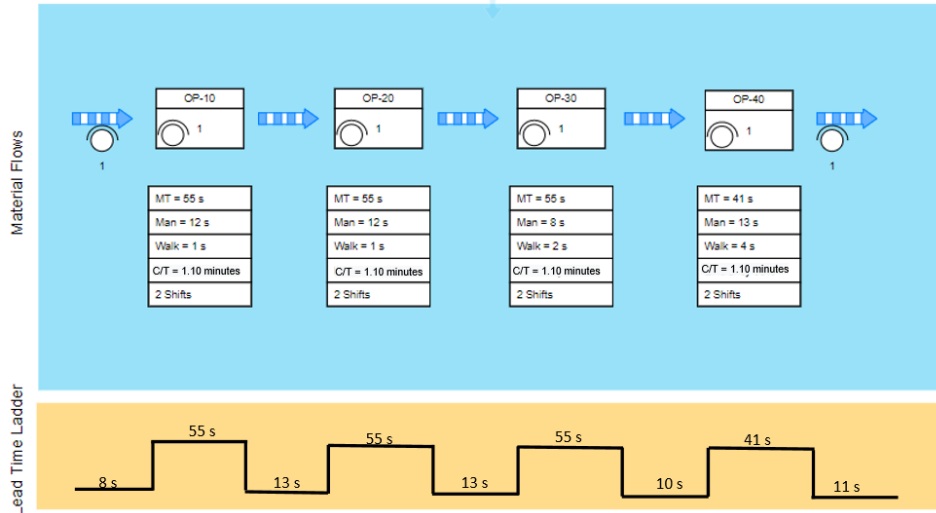 Material Flows
OP-10
OP-20
OP-30
OP-40
1
1
1
1
1
1
MT = 55 s
Man = 12 s
Walk = 1 s
C/T = 1.10 minutes
2 Shifts
MT = 55 s
Man = 12 s
Walk = 1 s
C/T = 1.10 minutes
2 Shifts
MT = 55 s
Man = 8 s
Walk = 2 s
C/T = 1.10 minutes
2 Shifts
MT = 41 s
Man = 13 s
Walk = 4 s
C/T = 1.10 minutes
2 Shifts
Lead Time Ladder
8 s
55 s
13 s
55 s
13 s
55 s
10 s
41 s
11 s